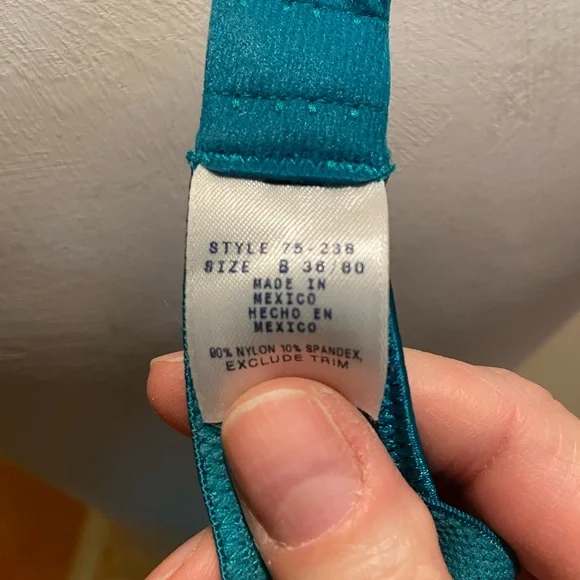 STYLE 75-238
SIZE B 36/80
MADE IN
MEXICO
HECHO EN
MEXICO
90% NYLON 10% SPANDEX,
EXCLUDE TRIM